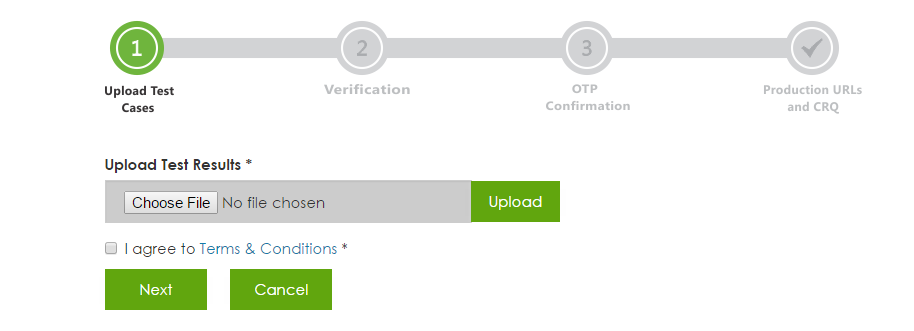 1 2 3
Upload Test Verification OTP Production URLs
Cases Confirmation and CRQ
Upload Test Results *
Choose File No file chosen Upload
I agree to Terms & Conditions *
Next Cancel